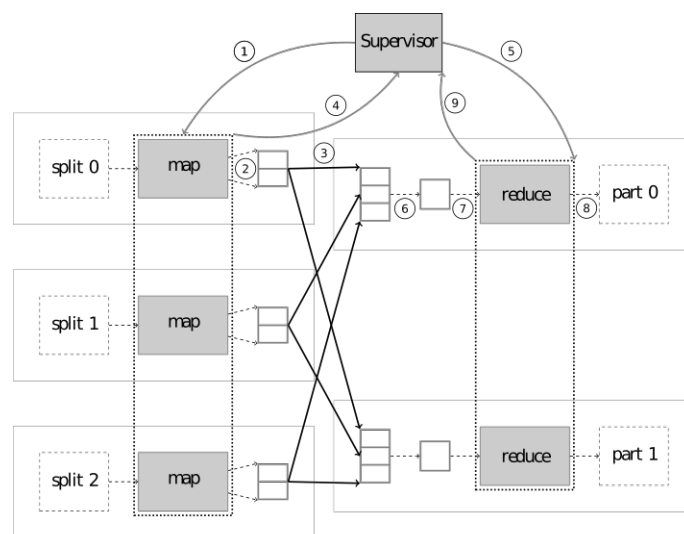 Supervisor
1
5
4
9
split 0
map
2
3
6
7
reduce
8
part 0
split 1
map
split 2
map
reduce
part 1